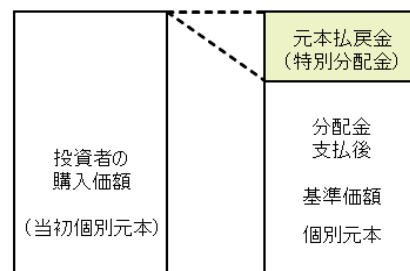 投資者の
購入価額
(当初個別元本)
元本払戻金
(特別分配金)
分配金
支払後
基準価額
個別元本